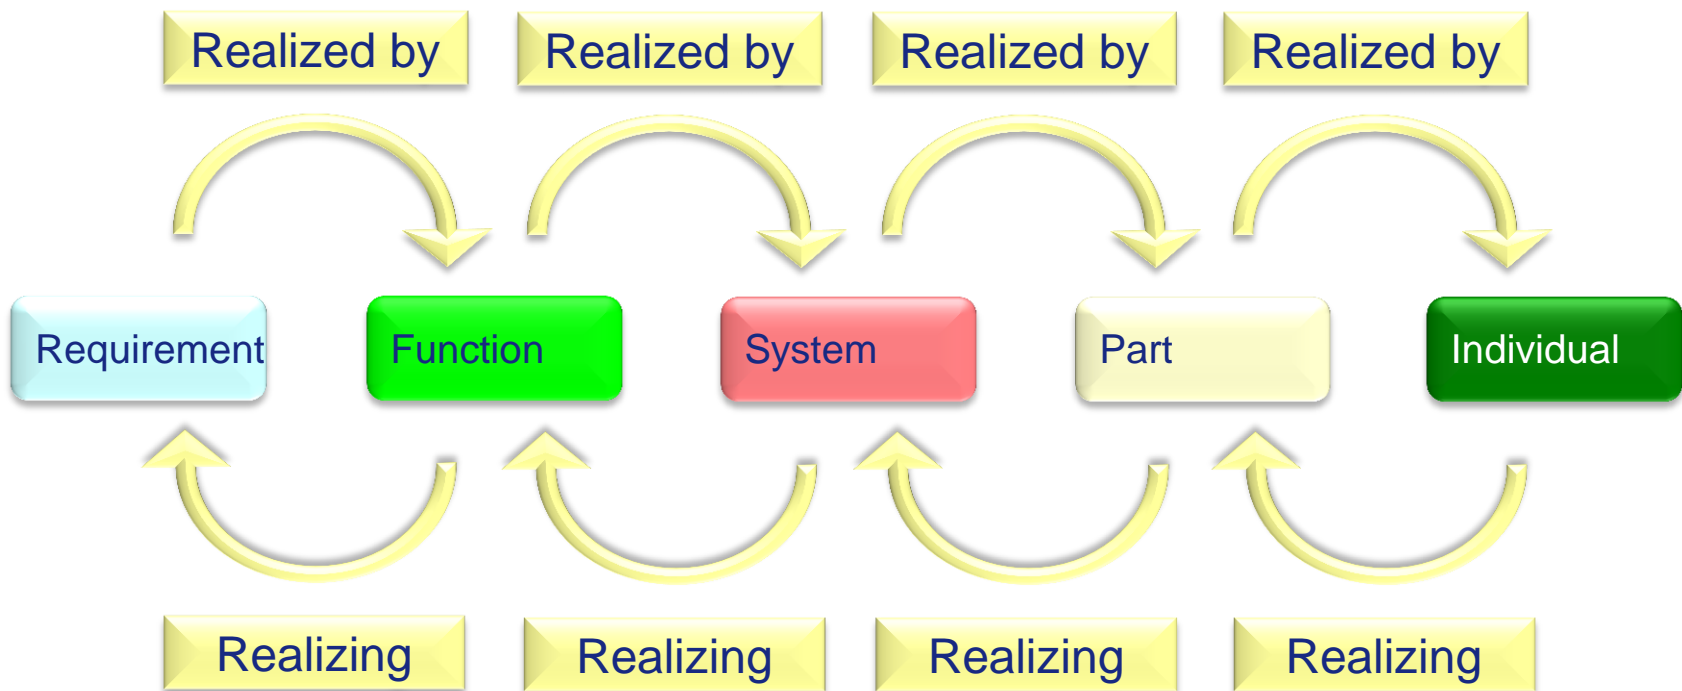 Realized by
Realized by
Realized by
Realized by
Requirement
Function
System
Part
Individual
Realizing
Realizing
Realizing
Realizing